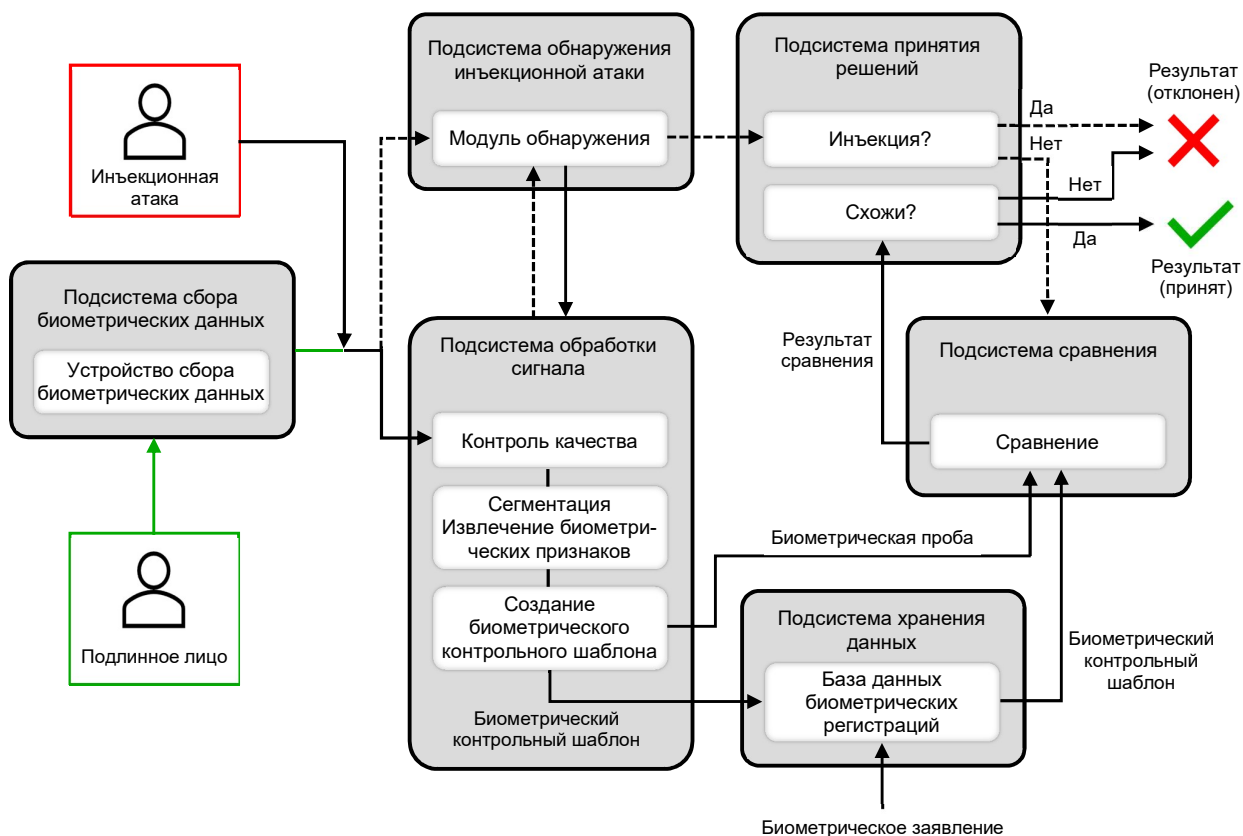 Подсистема обнаружения
инъекционной атаки
Модуль обнаружения
Подсистема принятия
решений
Инъекция?
Схожи?
Да
Нет
Нет
Да
Результат
(отклонен)
Результат
(принят)
Инъекционная
атака
Подсистема сбора
биометрических данных
Устройство сбора
биометрических данных
Подлинное лицо
Подсистема обработки
сигнала
Контроль качества
Сегментация
Извлечение биометри-
ческих признаков
Создание
биометрического
контрольного шаблона
Биометрический
контрольный шаблон
Результат
сравнения
Подсистема сравнения
Сравнение
Биометрическая проба
Подсистема хранения
данных
База данных
биометрических
регистраций
Биометрический
контрольный
шаблон
Биометрическое заявление